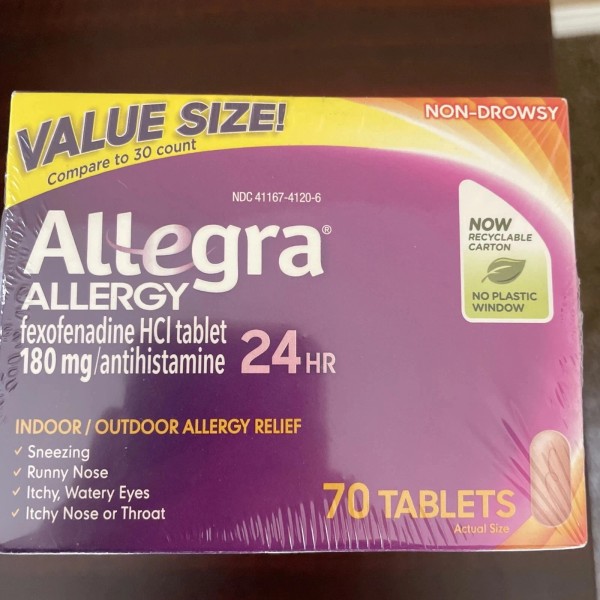 VALUE SIZE!
Compare to 30 count
NON-DROWSY
NDC 41167-4120-6
Allegra®
ALLERGY
fexofenadine HCl tablet
180 mg/antihistamine
24 HR
NOW
RECYCLABLE
CARTON
NO PLASTIC
WINDOW
INDOOR / OUTDOOR ALLERGY RELIEF
✓ Sneezing
✓ Runny Nose
✓ Itchy, Watery Eyes
✓ Itchy Nose or Throat
70 TABLETS
Actual Size